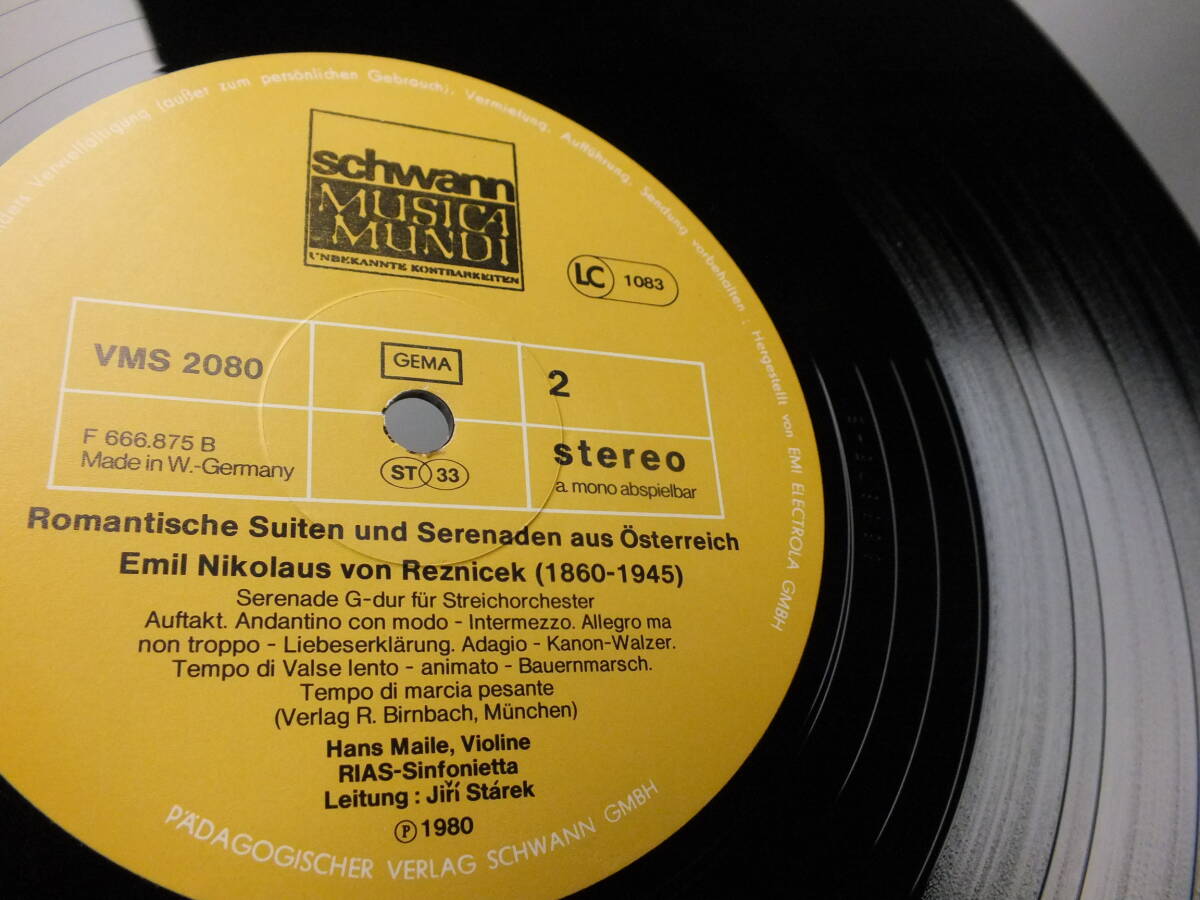 schwann
MUSICA
MUNDI
UNBEKANNTE KOSTBARKEITEN
LC 1083
VMS 2080
GEMA
2
F 666.875 B
Made in W.-Germany
ST 33
stereo
a. mono abspielbar
Romantische Suiten und Serenaden aus Österreich
Emil Nikolaus von Reznicek (1860-1945)
Serenade G-dur für Streichorchester
Auftakt. Andantino con modo - Intermezzo. Allegro ma
non troppo - Liebeserklärung. Adagio - Kanon-Walzer.
Tempo di Valse lento - animato - Bauernmarsch.
Tempo di marcia pesante
(Verlag R. Birnbach, München)
Hans Maile, Violine
RIAS-Sinfonietta
Leitung : Jiří Stárek
℗ 1980
PÄDAGOGISCHER VERLAG SCHWANN GMBH
Vervielfältigung (außer zum persönlichen Gebrauch), Vermietung, Aufführung, Sendung vorbehalten ; Hergestellt von EMI ELECTROLA GMBH